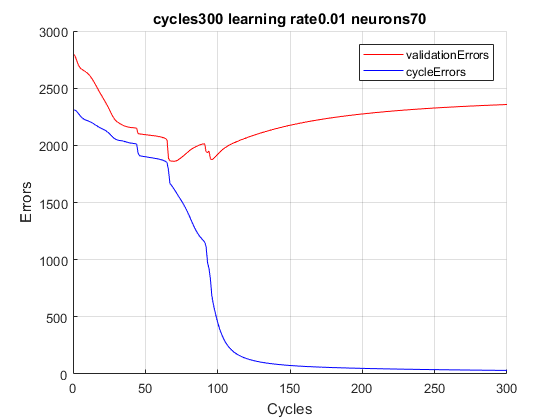 cycles300 learning rate0.01 neurons70
3000
validationErrors
cycleErrors
2500
2000
Errors
1500
1000
500
0
0 50 100 150 200 250 300
Cycles